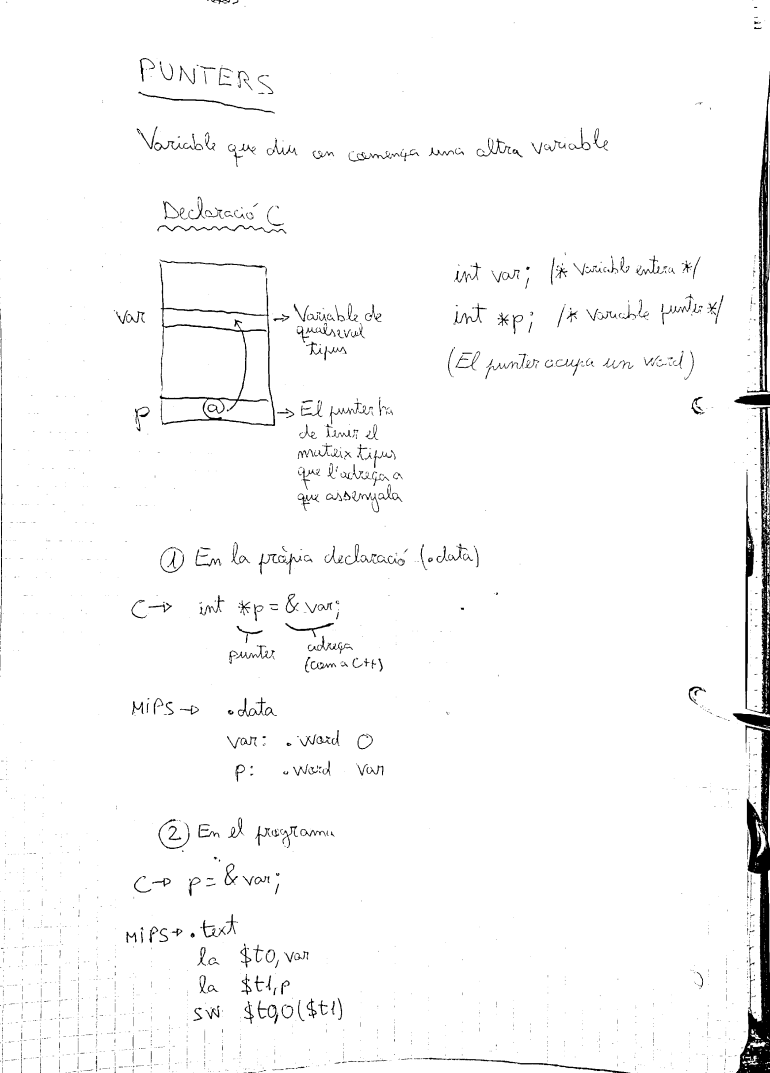 PUNTERS
Variable que diu on comença una altra variable
Declaració C
var
→ Variable de
qualsevol
tipus
p
@
→ El punter ha
de tenir el
mateix tipus
que l'adreça a
que assenyala
int var; /* Variable entera */
int *p; /* Variable punter */
(El punter ocupa un word)
① En la pròpia declaració (.data)
C → int *p = & var;
punter
adreça
(com a C++)
MiPS → .data
var: .word 0
p: .word var
② En el programa
C → p = & var;
MiPS → .text
la $t0, var
la $t1, p
sw $t0,0($t1)